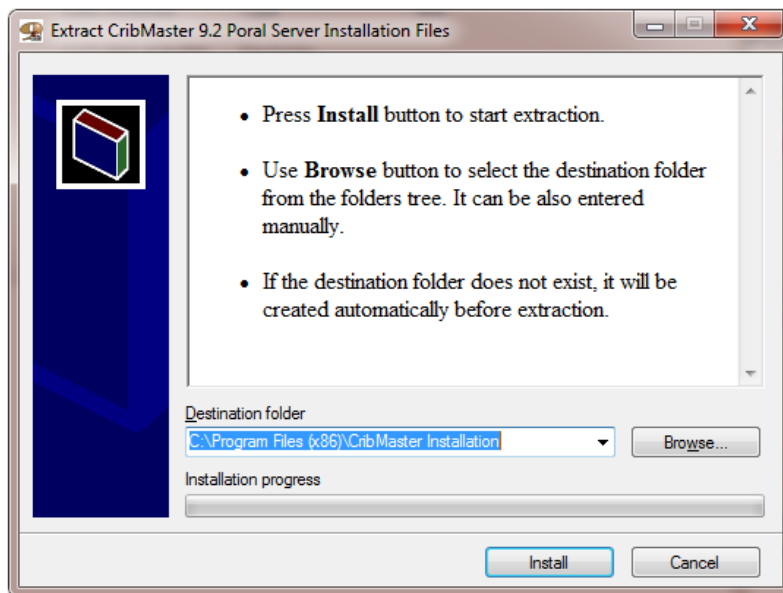 Extract CribMaster 9.2 Poral Server Installation Files
Press Install button to start extraction.
Use Browse button to select the destination folder
from the folders tree. It can be also entered
manually.
If the destination folder does not exist, it will be
created automatically before extraction.
Destination folder
C:\Program Files (x86)\CribMaster Installation
Browse...
Installation progress
Install
Cancel